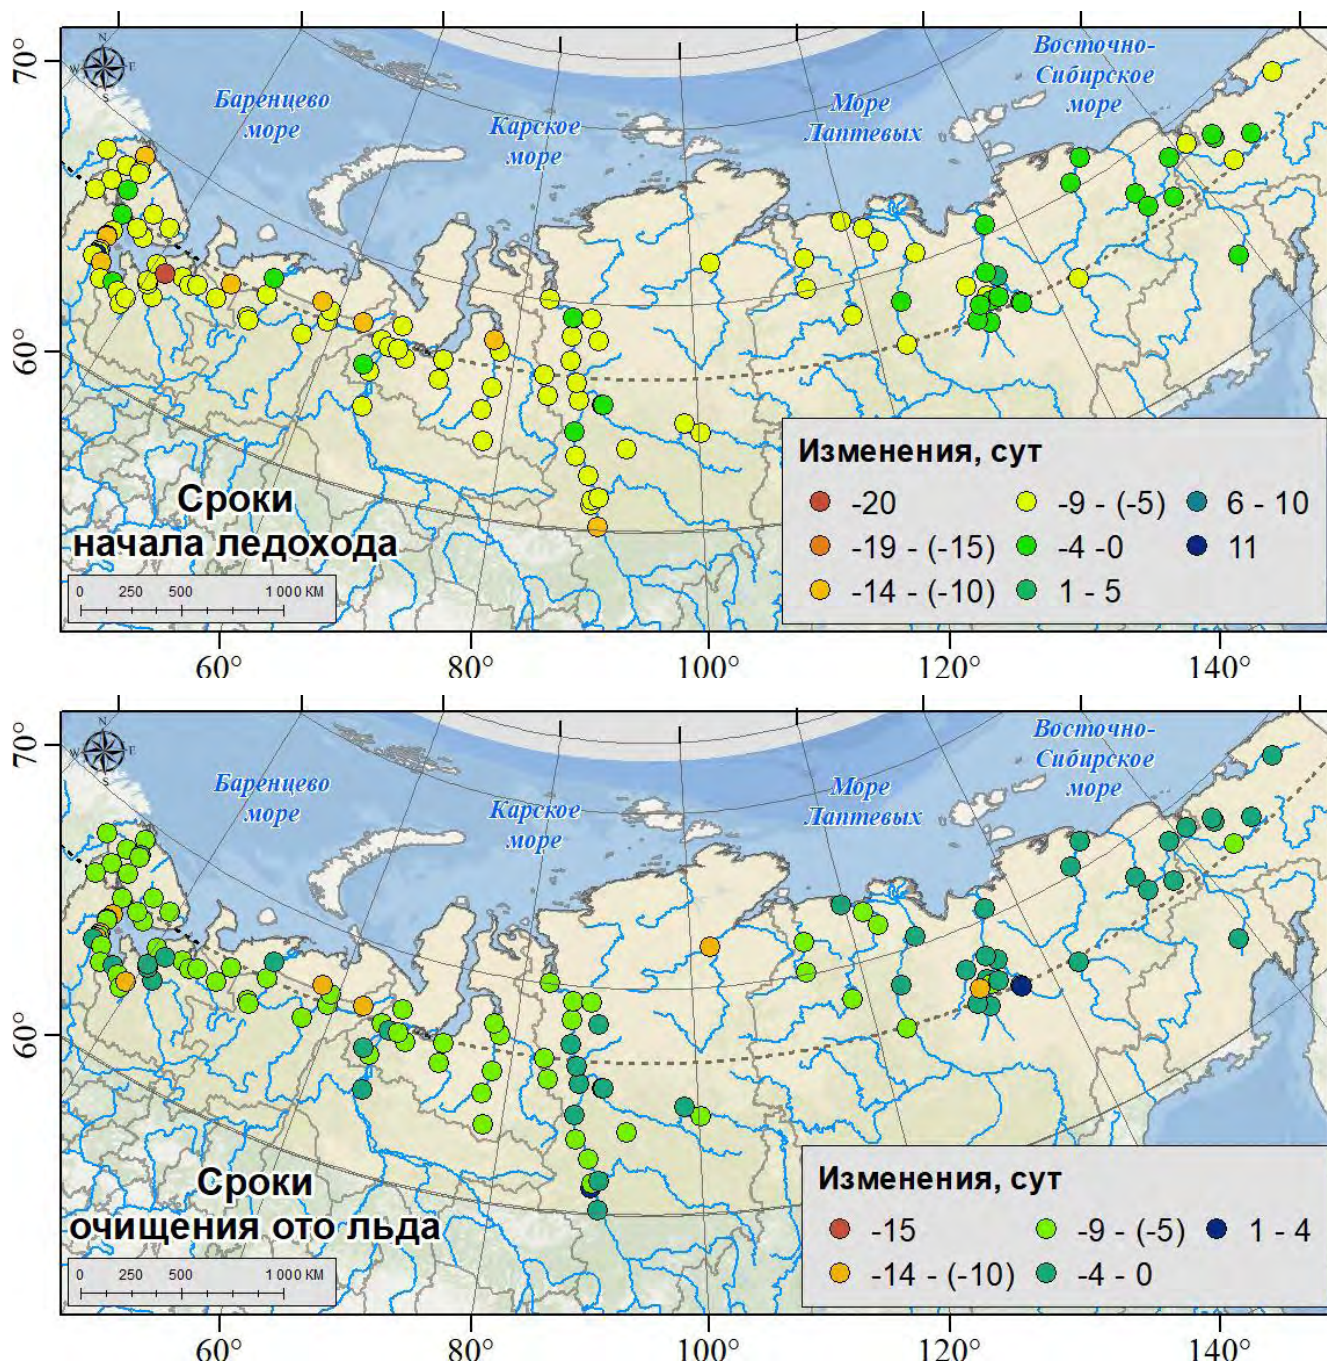 N
W
E
S
70°
60°
Баренцево
море
Карское
море
Море
Лаптевых
Восточно-
Сибирское
море
Сроки
начала ледохода
0 250 500 1 000 КМ
Изменения, сут
-20
-19 - (-15)
-14 - (-10)
-9 - (-5)
-4 -0
1 - 5
6 - 10
11
60° 80° 100° 120° 140°
N
W
E
S
70°
60°
Баренцево
море
Карское
море
Море
Лаптевых
Восточно-
Сибирское
море
Сроки
очищения ото льда
0 250 500 1 000 КМ
Изменения, сут
-15
-14 - (-10)
-9 - (-5)
-4 - 0
1 - 4
60° 80° 100° 120° 140°